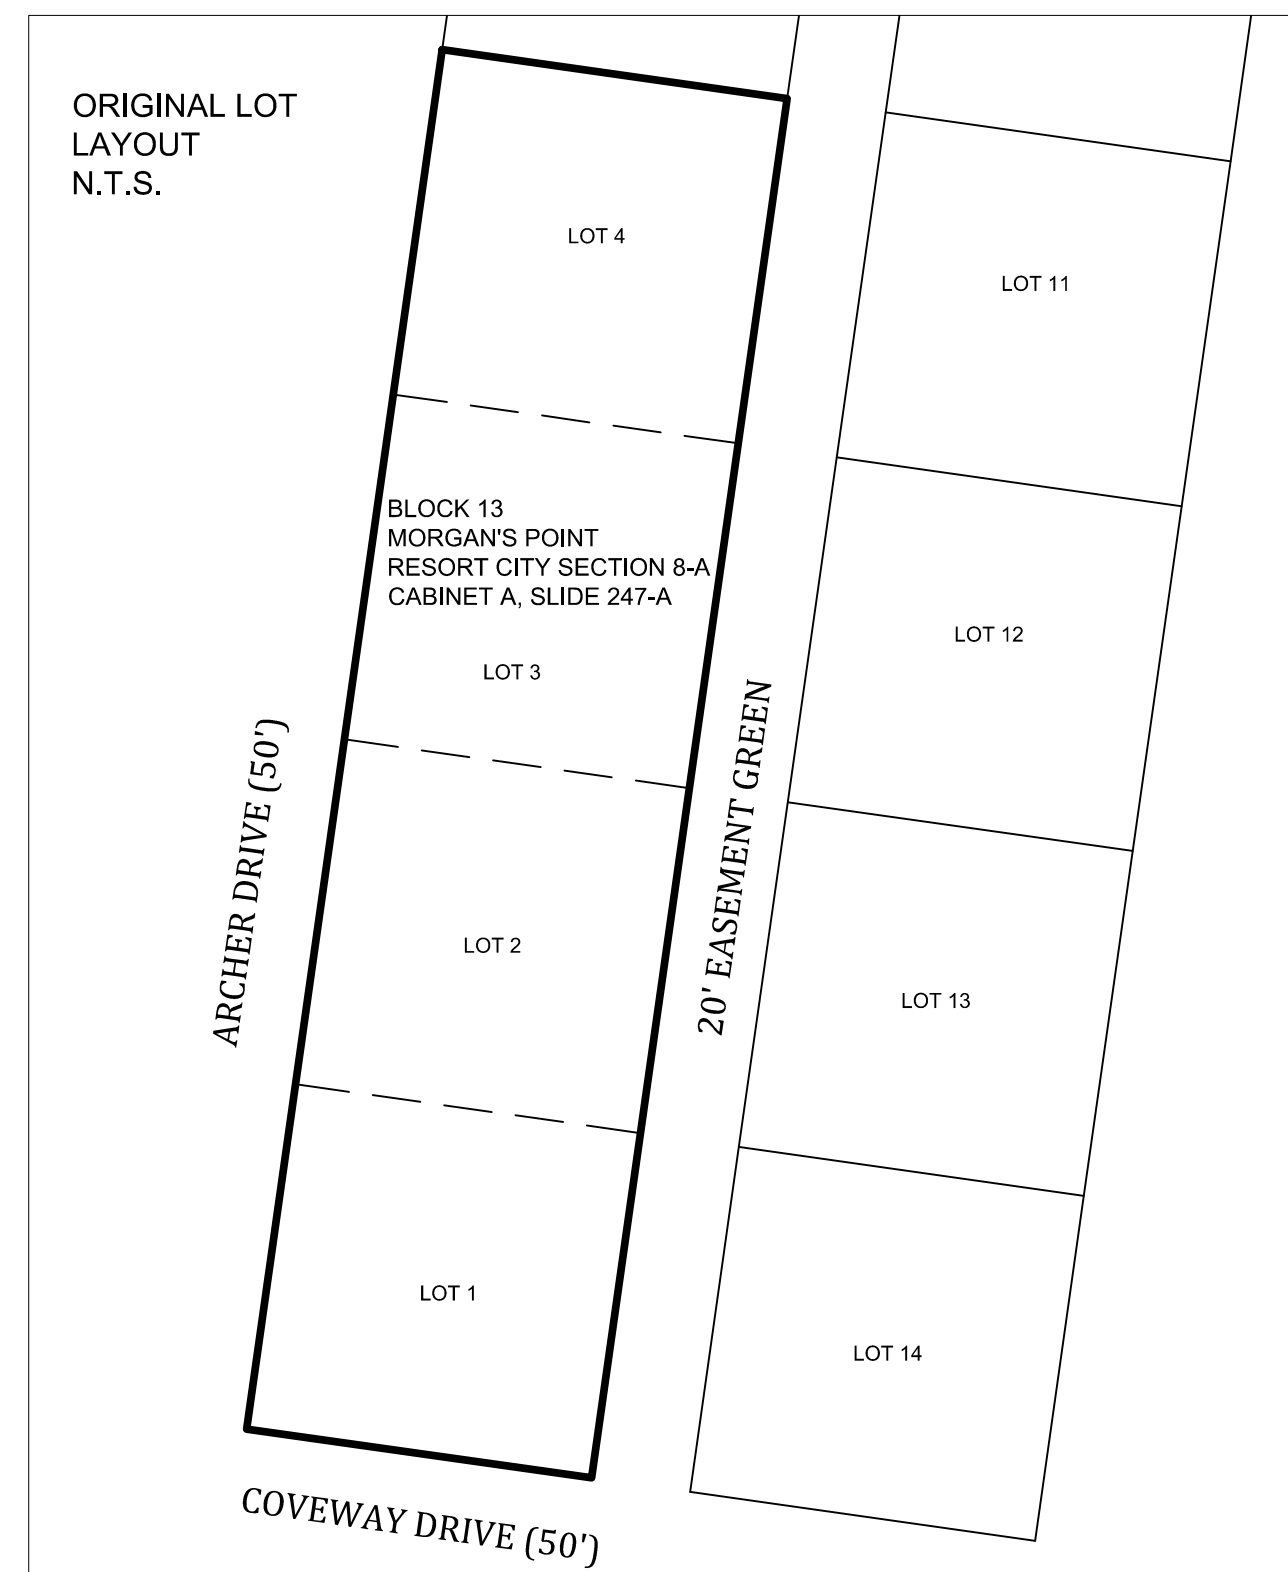 ORIGINAL LOT
LAYOUT
N.T.S.
LOT 4
LOT 11
BLOCK 13
MORGAN'S POINT
RESORT CITY SECTION 8-A
CABINET A, SLIDE 247-A
LOT 12
LOT 3
ARCHER DRIVE (50')
20' EASEMENT GREEN
LOT 2
LOT 13
LOT 1
LOT 14
COVEWAY DRIVE (50')